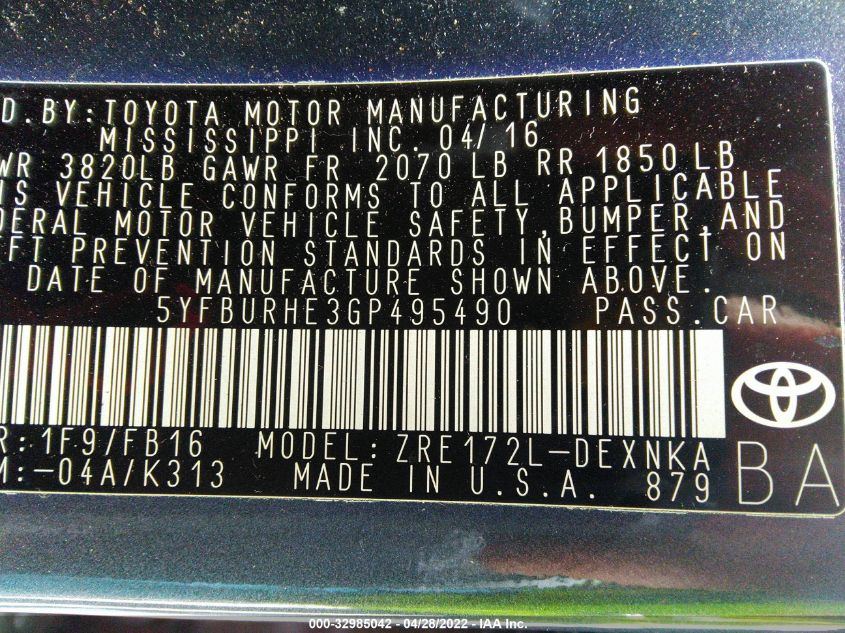 D. BY: TOYOTA MOTOR MANUFACTURING
MISSISSIPPI INC. 04/16
WR 3820LB GAWR FR 2070 LB RR 1850 LB
IS VEHICLE CONFORMS TO ALL APPLICABLE
DERAL MOTOR VEHICLE SAFETY, BUMPER, AND
EFT PREVENTION STANDARDS IN EFFECT ON
DATE OF MANUFACTURE SHOWN ABOVE.
5YFBURHE3GP495490 PASS.CAR
R:1F9/FB16 MODEL:ZRE172L-DEXNKA
M:-04A/K313 MADE IN U.S.A. 879 BA
000-32985042 - 04/28/2022 - IAA Inc.